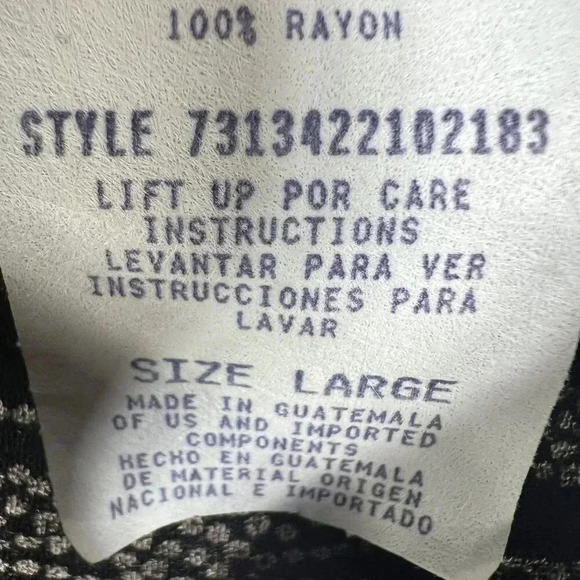 100% RAYON
STYLE 7313422102183
LIFT UP POR CARE
INSTRUCTIONS
LEVANTAR PARA VER
INSTRUCCIONES PARA
LAVAR
SIZE LARGE
MADE IN GUATEMALA
OF US AND IMPORTED
COMPONENTS
HECHO EN GUATEMALA
DE MATERIAL ORIGEN
NACIONAL E IMPORTADO